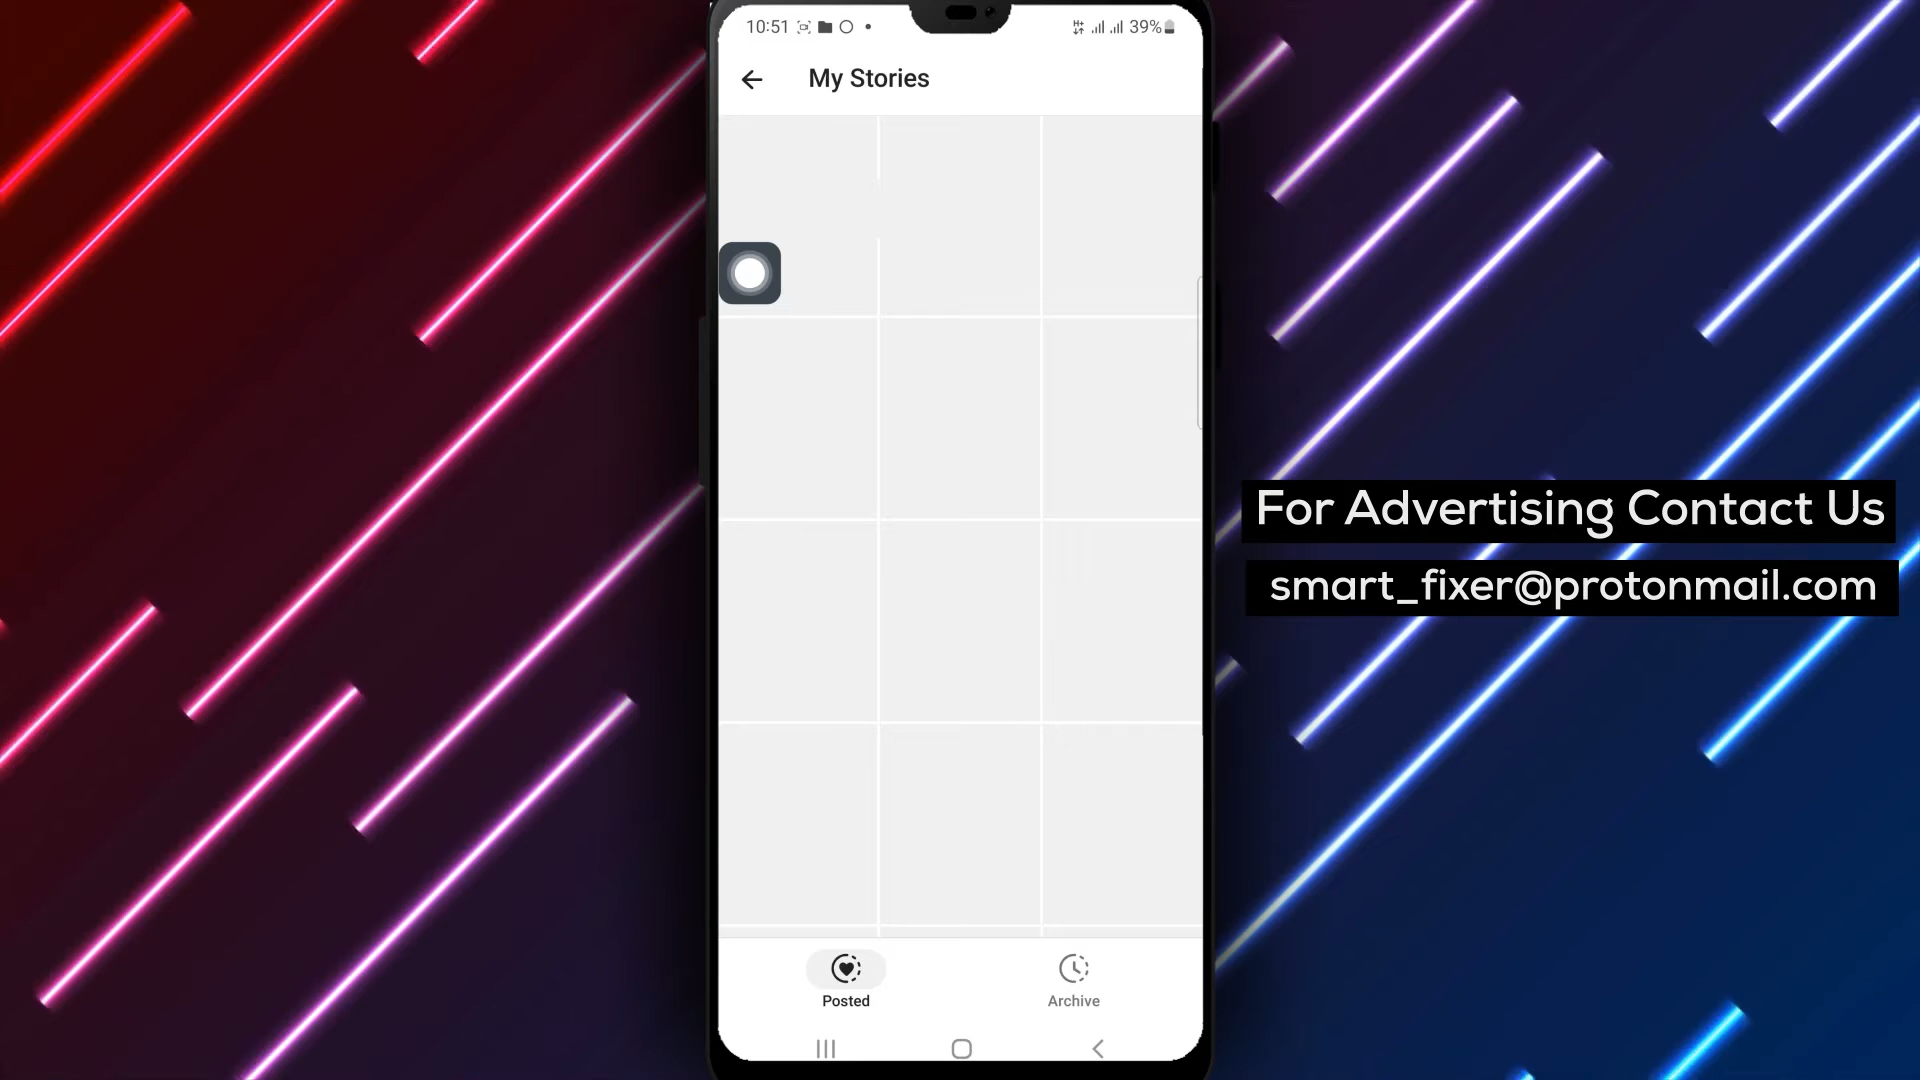 10:51
H+ 39%
My Stories
For Advertising Contact Us
smart_fixer@protonmail.com
Posted
Archive